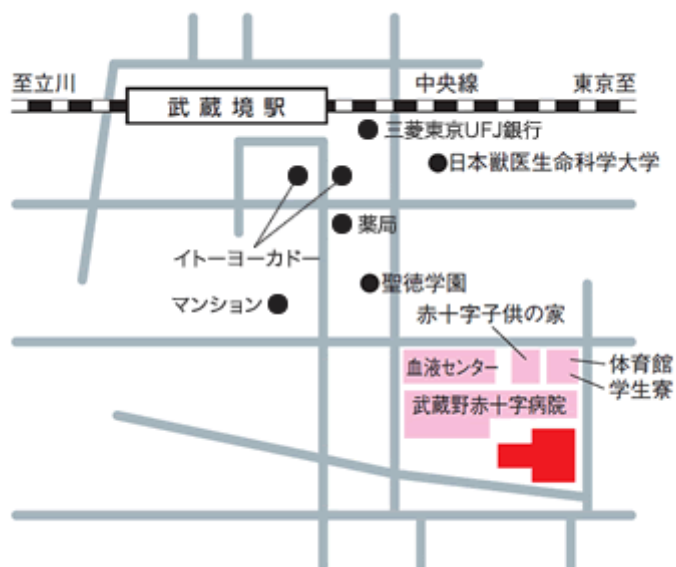 至立川
中央線
東京至
武蔵境駅
三菱東京UFJ銀行
日本獣医生命科学大学
薬局
イトーヨーカドー
聖徳学園
マンション
赤十字子供の家
血液センター
体育館
学生寮
武蔵野赤十字病院